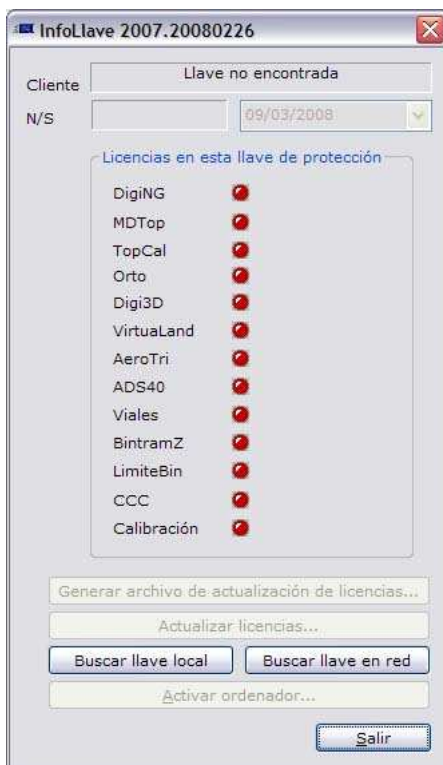 InfoLlave 2007.20080226
Cliente
Llave no encontrada
N/S
09/03/2008
Licencias en esta llave de protección
DigiNG
MDTop
TopCal
Orto
Digi3D
VirtuaLand
AeroTri
ADS40
Viales
BintramZ
LimiteBin
CCC
Calibración
Generar archivo de actualización de licencias...
Actualizar licencias...
Buscar llave local Buscar llave en red
Activar ordenador...
Salir